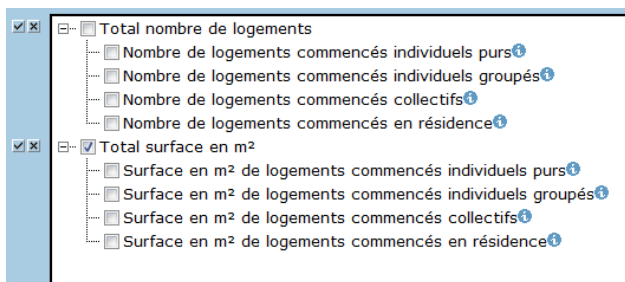 Total nombre de logements
Nombre de logements commencés individuels purs
Nombre de logements commencés individuels groupés
Nombre de logements commencés collectifs
Nombre de logements commencés en résidence
Total surface en m²
Surface en m² de logements commencés individuels purs
Surface en m² de logements commencés individuels groupés
Surface en m² de logements commencés collectifs
Surface en m² de logements commencés en résidence